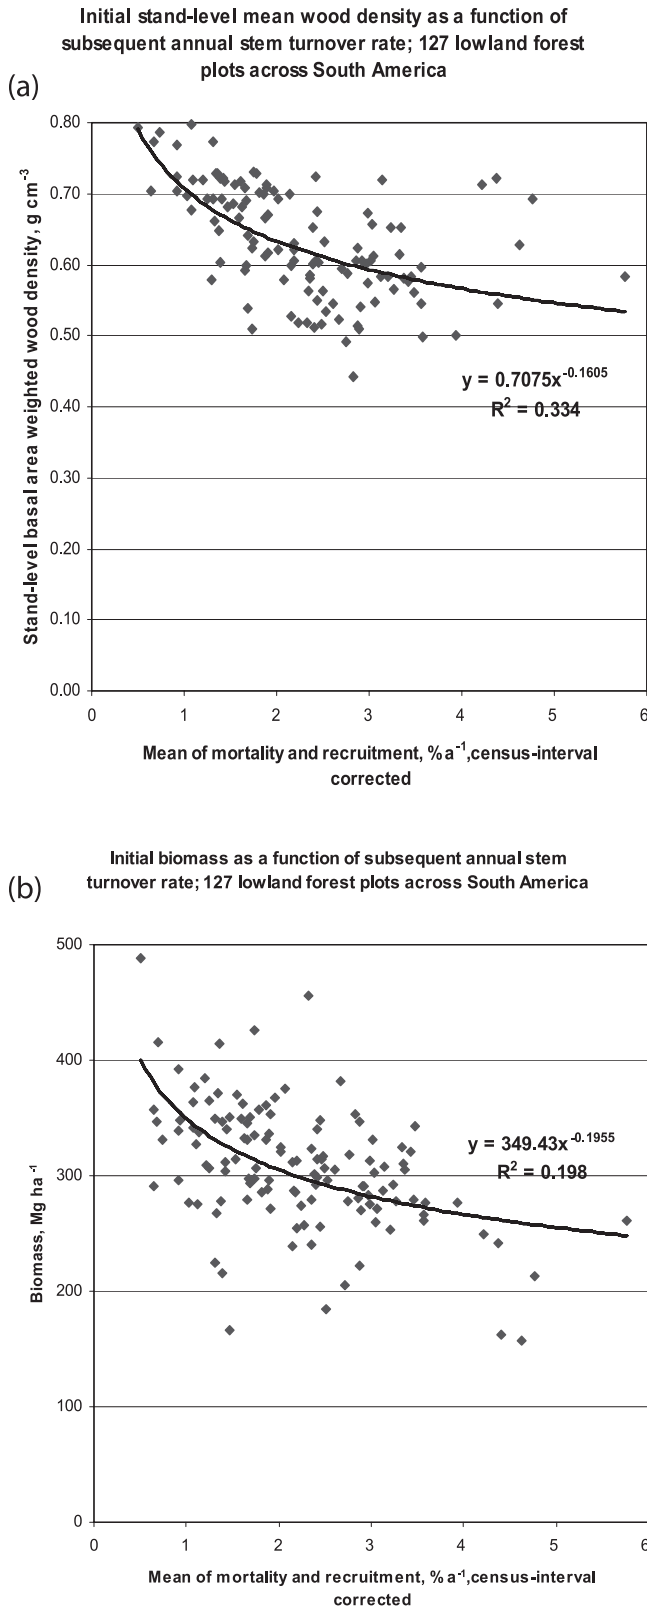 Initial stand-level mean wood density as a function of
subsequent annual stem turnover rate; 127 lowland forest
plots across South America
(a)
Stand-level basal area weighted wood density, g cm⁻³
0.80
0.70
0.60
0.50
0.40
0.30
0.20
0.10
0.00
y = 0.7075x^-0.1605
R² = 0.334
0 1 2 3 4 5 6
Mean of mortality and recruitment, %a⁻¹,census-interval
corrected
Initial biomass as a function of subsequent annual stem
turnover rate; 127 lowland forest plots across South America
(b)
Biomass, Mg ha⁻¹
500
400
300
200
100
0
y = 349.43x^-0.1955
R² = 0.198
0 1 2 3 4 5 6
Mean of mortality and recruitment, %a⁻¹,census-interval
corrected